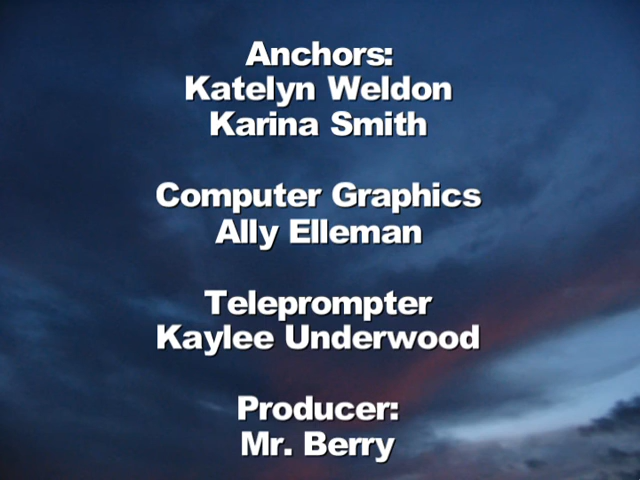 Anchors:
Katelyn Weldon
Karina Smith
Computer Graphics
Ally Elleman
Teleprompter
Kaylee Underwood
Producer:
Mr. Berry